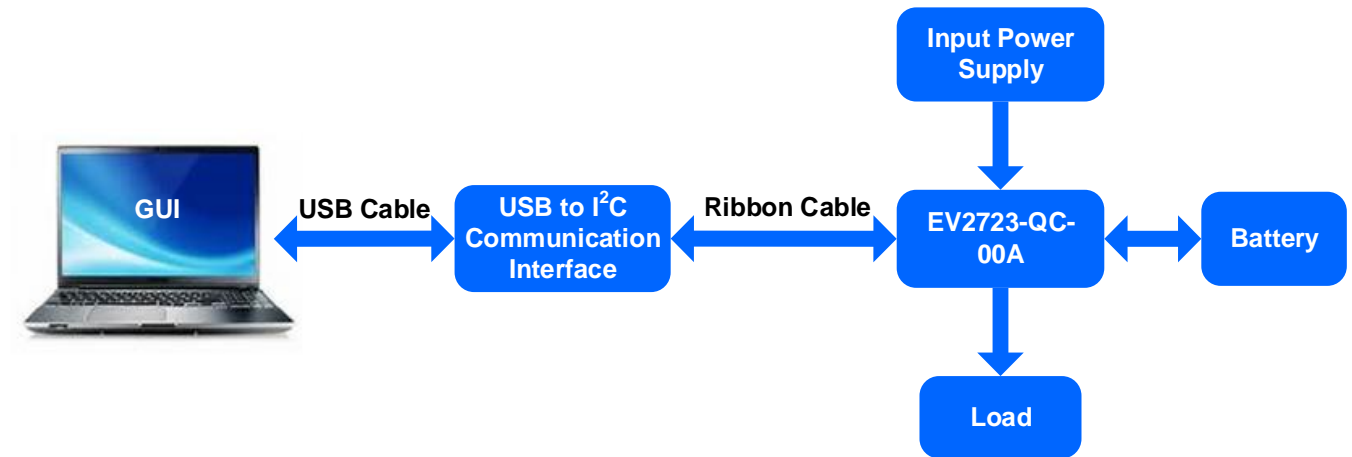 Input Power
Supply
GUI
USB Cable
USB to I²C
Communication
Interface
Ribbon Cable
EV2723-QC-
00A
Battery
Load